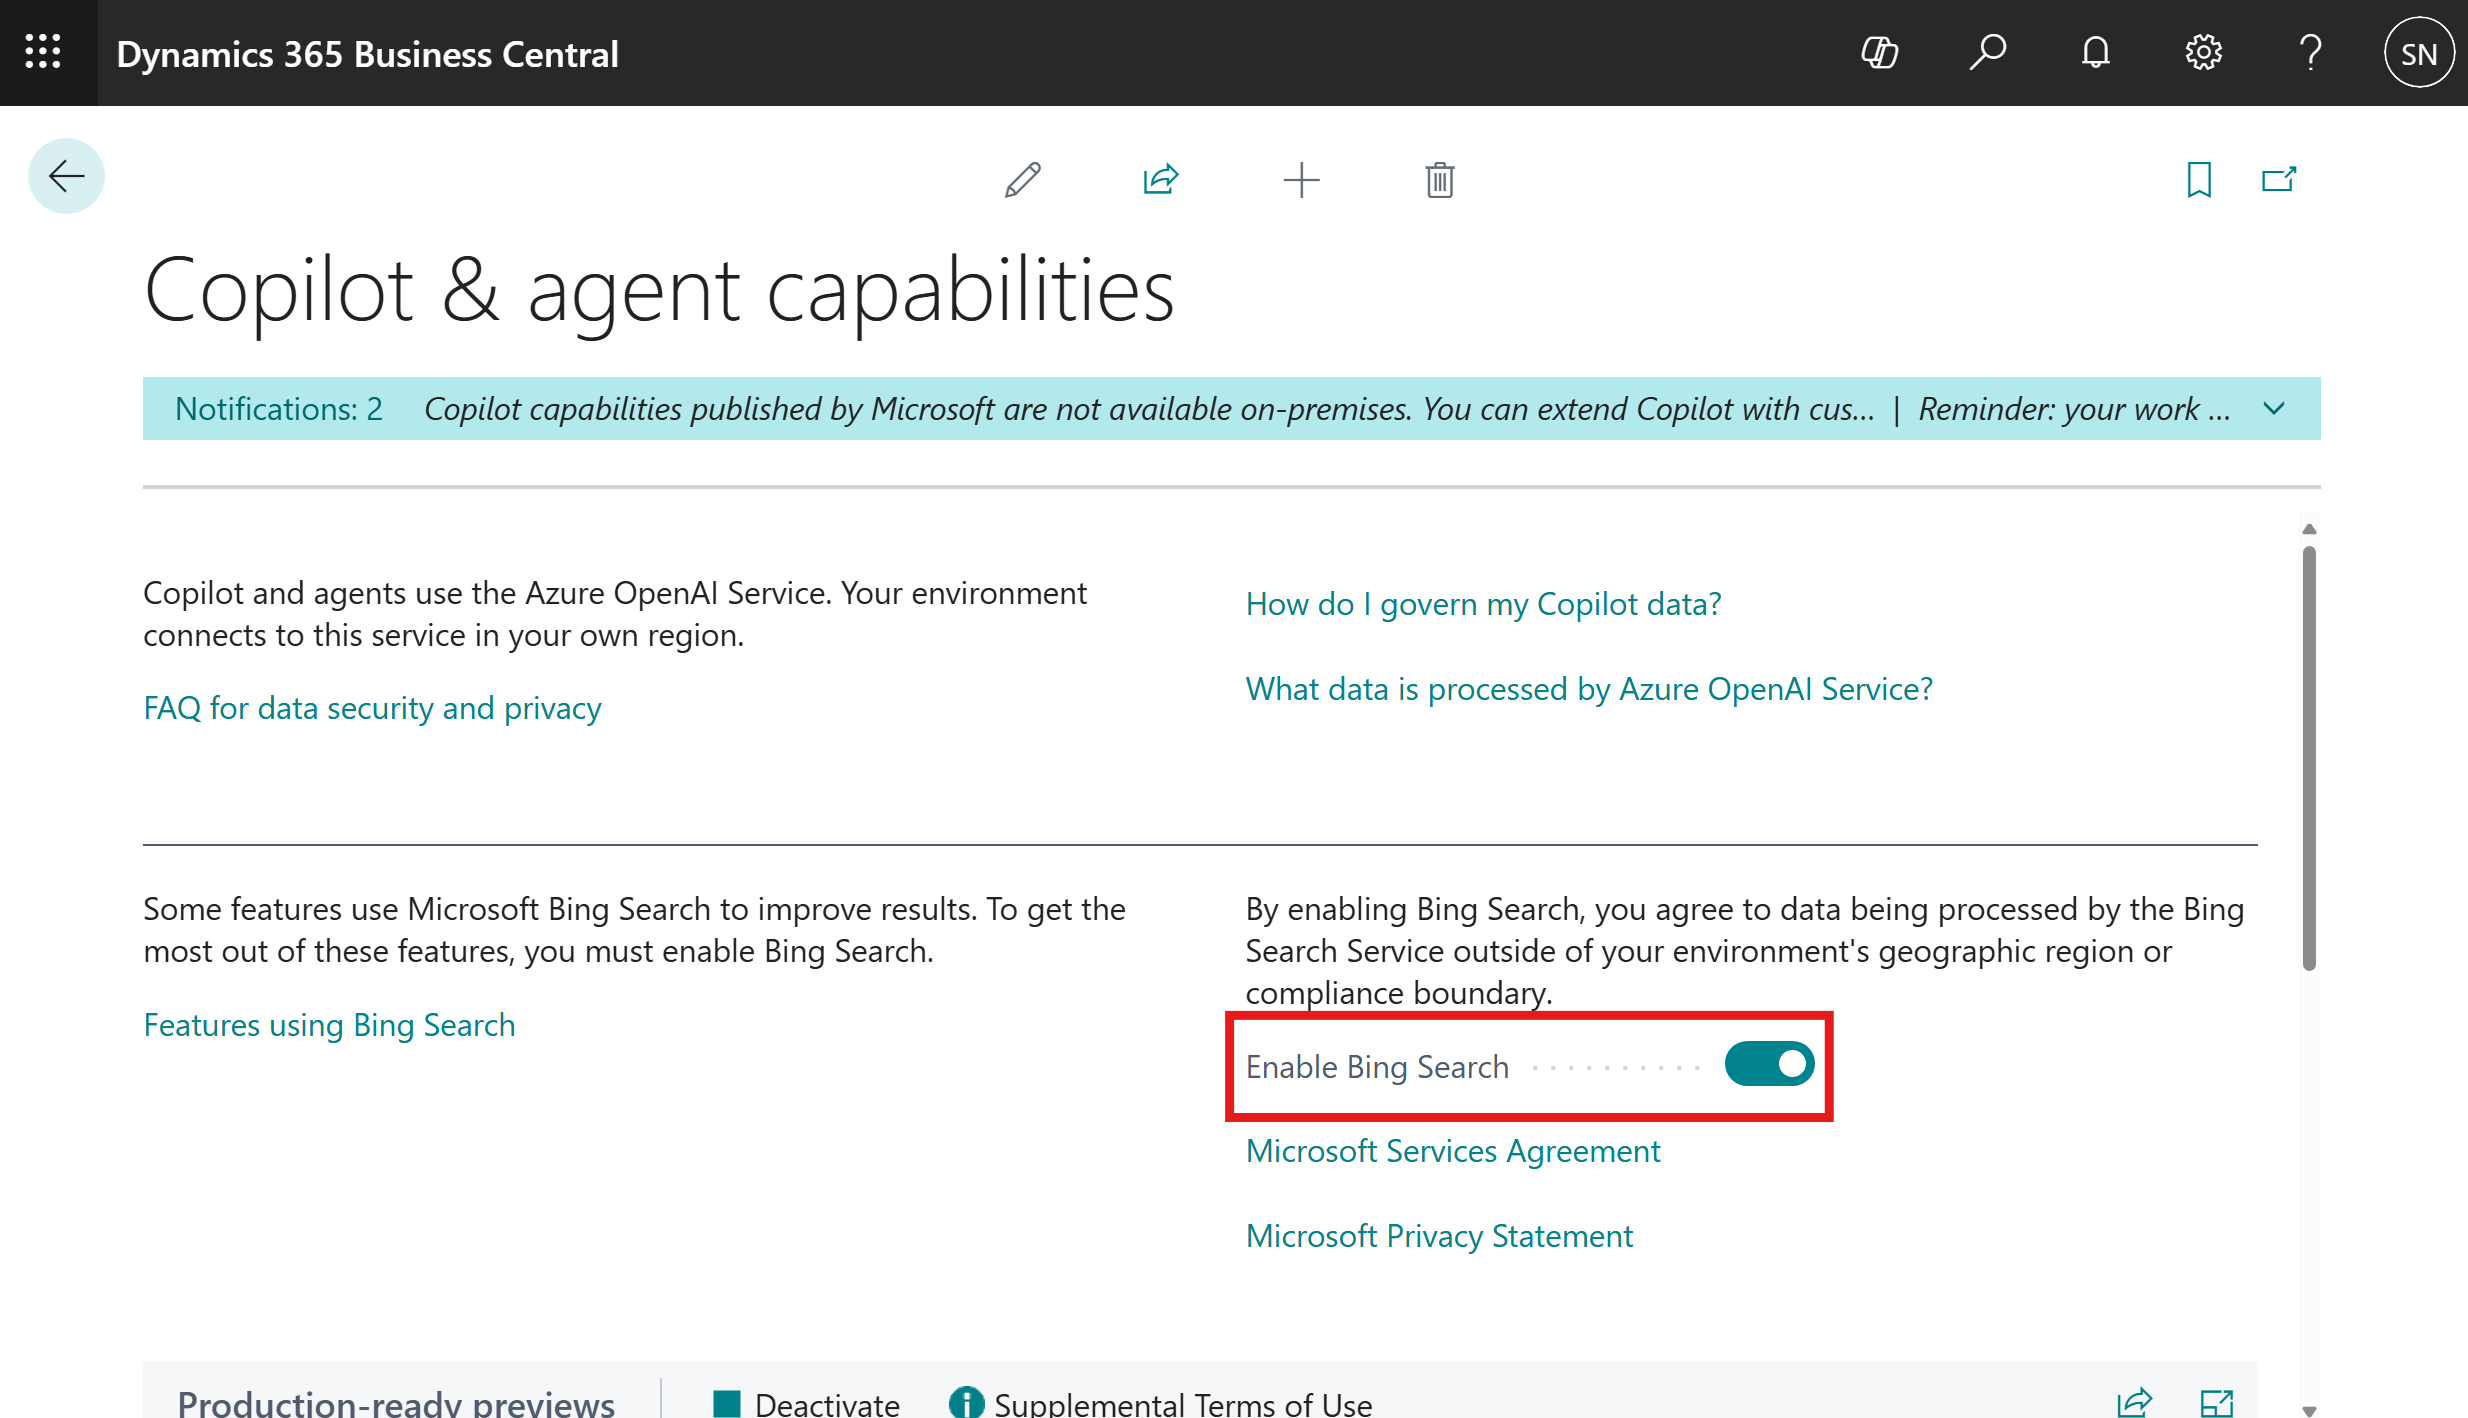 Dynamics 365 Business Central
SN
Copilot & agent capabilities
Notifications: 2 Copilot capabilities published by Microsoft are not available on-premises. You can extend Copilot with cus... | Reminder: your work ...
Copilot and agents use the Azure OpenAI Service. Your environment
connects to this service in your own region.
FAQ for data security and privacy
How do I govern my Copilot data?
What data is processed by Azure OpenAI Service?
Some features use Microsoft Bing Search to improve results. To get the
most out of these features, you must enable Bing Search.
Features using Bing Search
By enabling Bing Search, you agree to data being processed by the Bing
Search Service outside of your environment's geographic region or
compliance boundary.
Enable Bing Search
Microsoft Services Agreement
Microsoft Privacy Statement
Production-ready previews
Deactivate
Supplemental Terms of Use